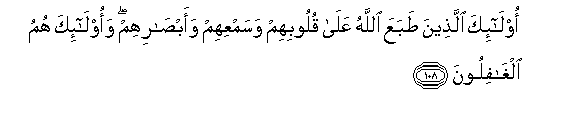 أُوْلَـٰٓئِكَ ٱلَّذِينَ طَبَعَ ٱللَّهُ عَلَىٰ قُلُوبِهِمْ وَسَمْعِهِمْ وَأَبْصَـٰرِهِمْ ۖ وَأُوْلَـٰٓئِكَ هُمُ
ٱلْغَـٰفِلُونَ ١٠٨